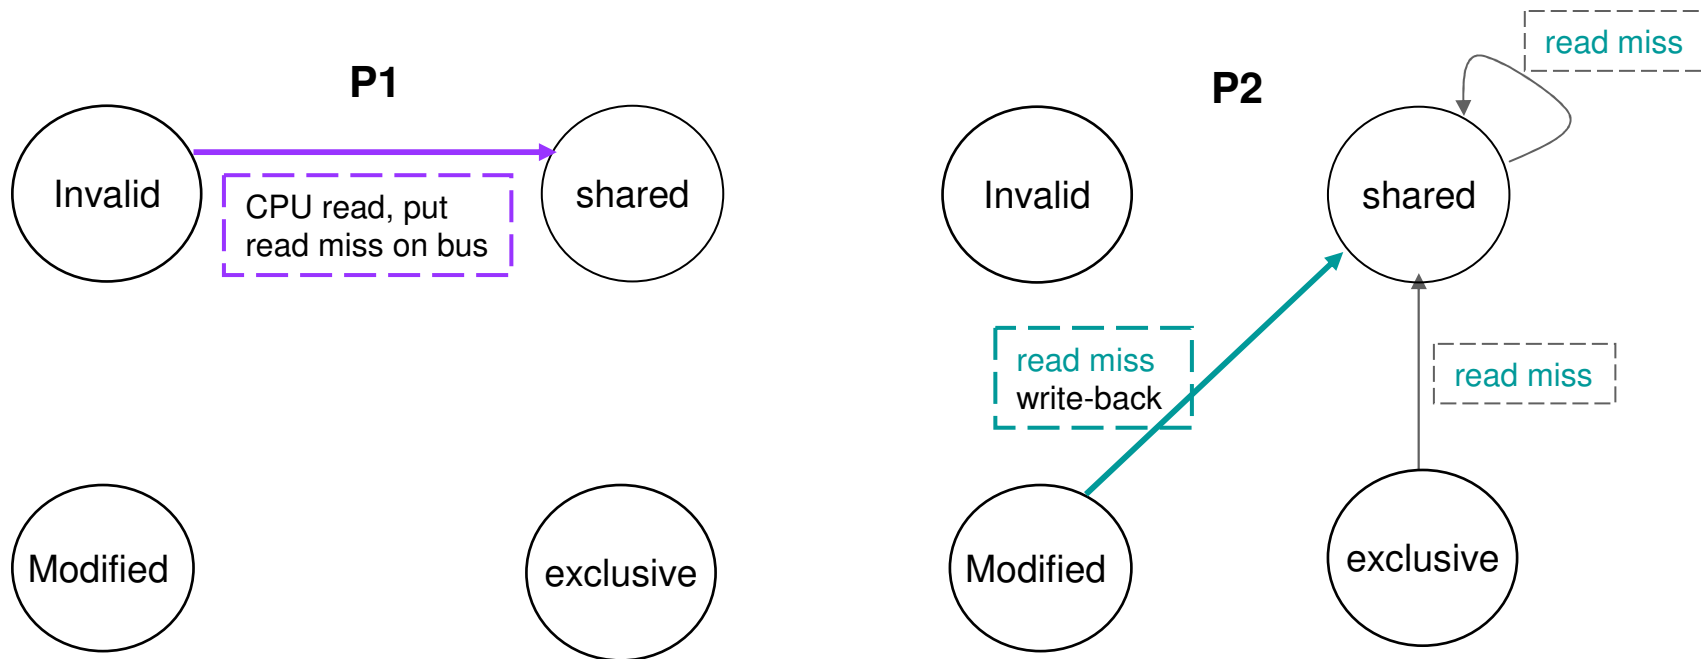 P1
Invalid
shared
CPU read, put
read miss on bus
Modified
exclusive
P2
read miss
Invalid
shared
read miss
write-back
read miss
Modified
exclusive